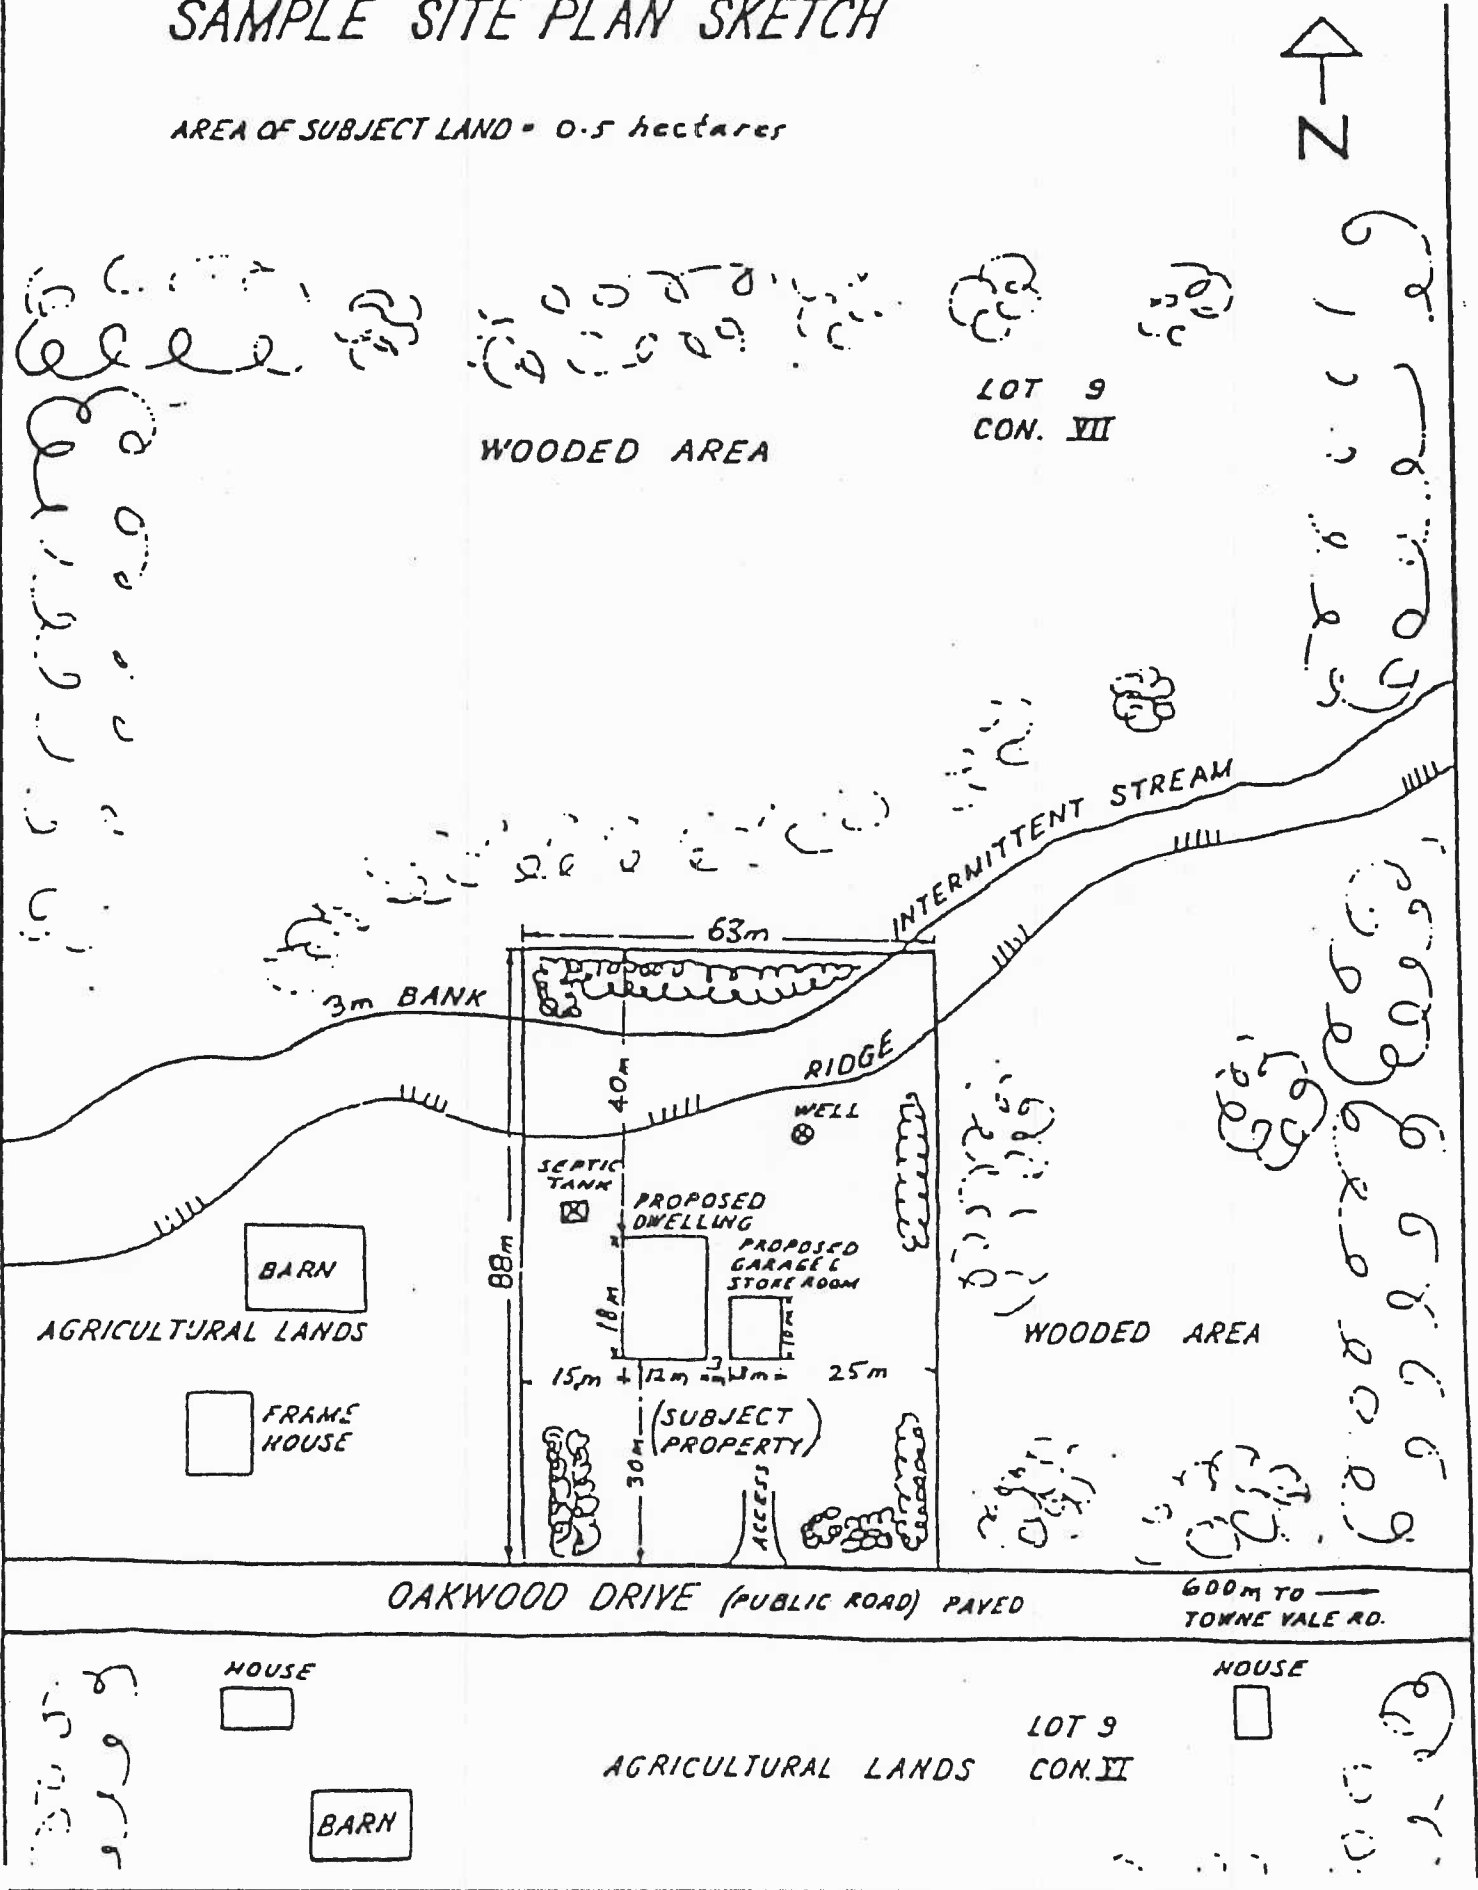 SAMPLE SITE PLAN SKETCH
N
AREA OF SUBJECT LAND = 0.5 hectares
LOT 9
CON. VII
WOODED AREA
INTERMITTENT STREAM
63m
3m BANK
RIDGE
40m
WELL
SEPTIC
TANK
PROPOSED
DWELLING
PROPOSED
GARAGE &
STORE ROOM
88m
BARN
18m
10m
AGRICULTURAL LANDS
WOODED AREA
15m
12m
3
m
8m
25m
FRAME
HOUSE
(SUBJECT
PROPERTY)
30m
ACCESS
OAKWOOD DRIVE (PUBLIC ROAD) PAVED
600m TO
TOWNE VALE RD.
HOUSE
HOUSE
LOT 9
CON. VI
AGRICULTURAL LANDS
BARN